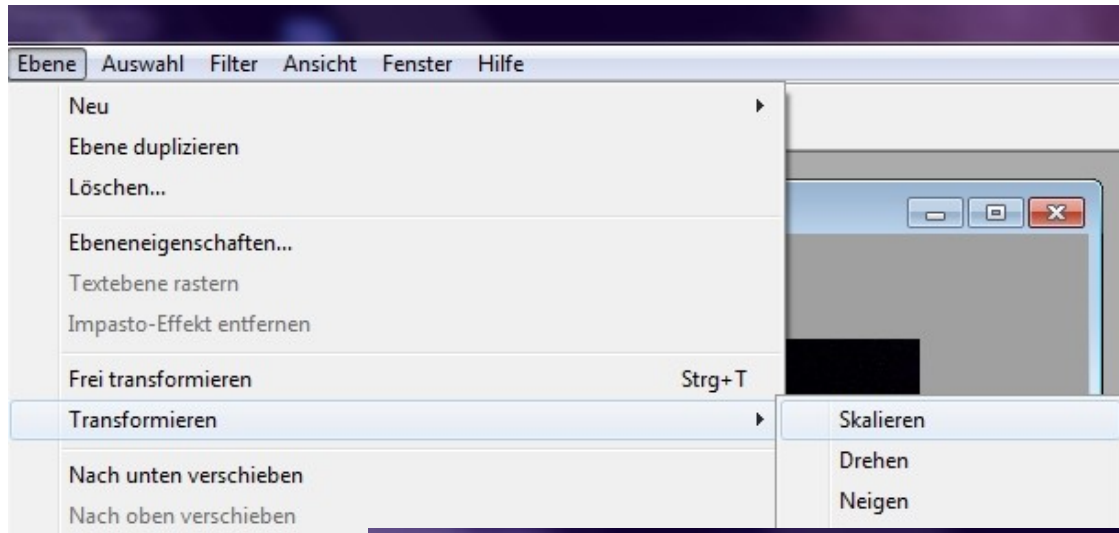 Ebene Auswahl Filter Ansicht Fenster Hilfe
Neu
Ebene duplizieren
Löschen...
Ebeneneigenschaften...
Textebene rastern
Impasto-Effekt entfernen
Frei transformieren Strg+T
Transformieren Skalieren
Drehen
Neigen
Nach unten verschieben
Nach oben verschieben